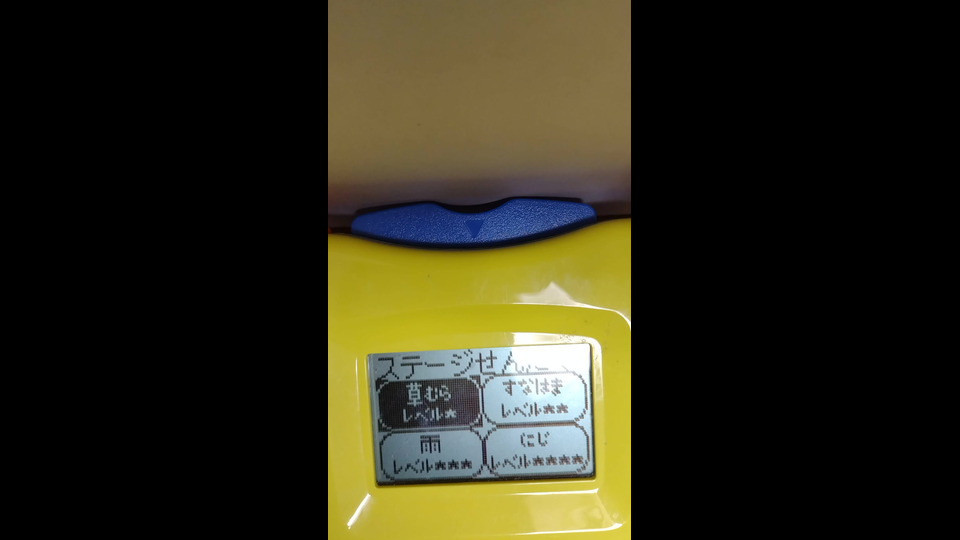 ステージせんたく
草むら
レベル★
すなはま
レベル★★
雨
レベル★★★
にじ
レベル★★★★